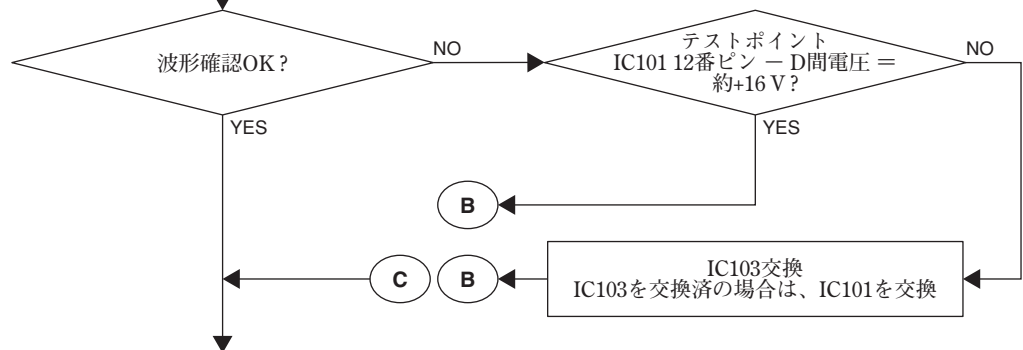 波形確認OK？
NO
YES
テストポイント
IC101 12番ピン － D間電圧 ＝
約+16 V？
NO
YES
B
C
B
IC103交換
IC103を交換済の場合は、IC101を交換